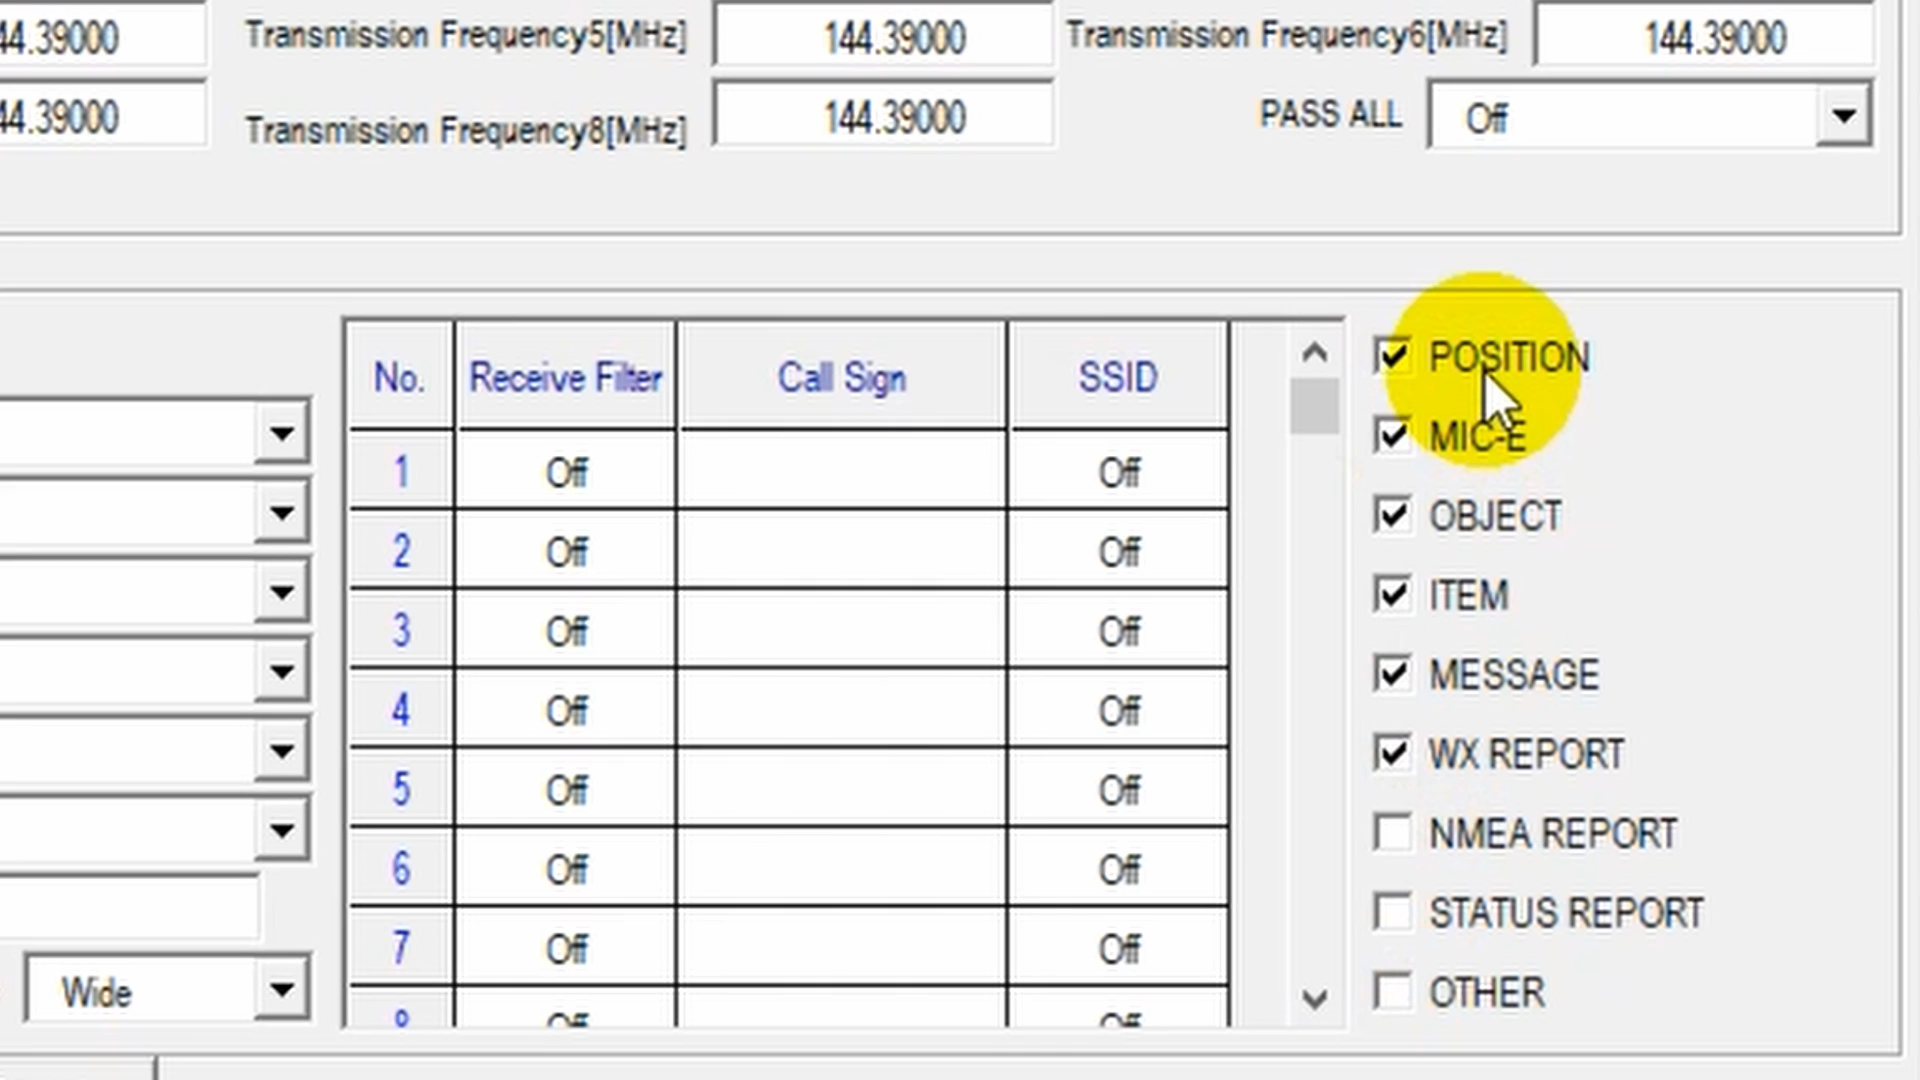 44.39000 Transmission Frequency5[MHz] 144.39000 Transmission Frequency6[MHz] 144.39000
44.39000 Transmission Frequency8[MHz] 144.39000 PASS ALL Off
No. Receive Filter Call Sign SSID
1 Off Off
2 Off Off
3 Off Off
4 Off Off
5 Off Off
6 Off Off
7 Off Off
8 Off Off
Wide
POSITION
MIC-E
OBJECT
ITEM
MESSAGE
WX REPORT
NMEA REPORT
STATUS REPORT
OTHER